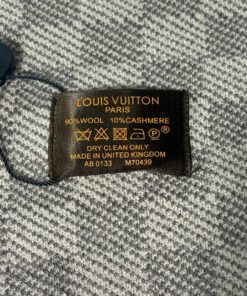 LOUIS VUITTON
PARIS
90%WOOL 10%CASHMERE
P
DRY CLEAN ONLY
MADE IN UNITED KINGDOM
AB 0133 M70439